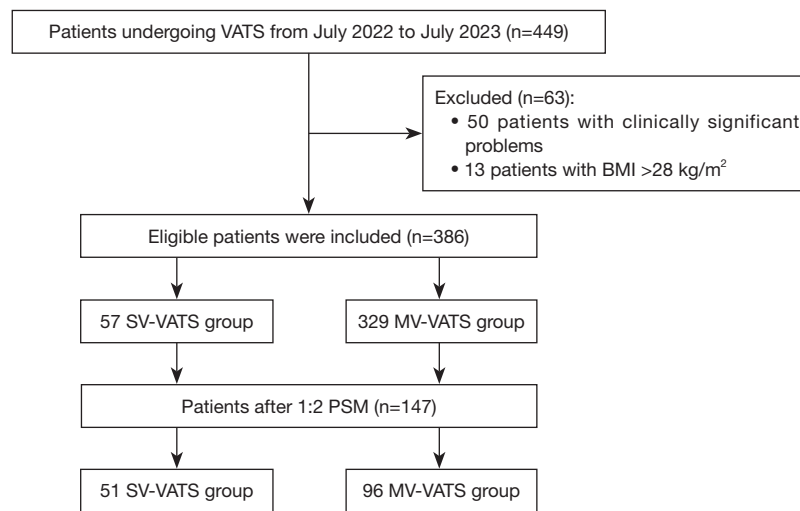 Patients undergoing VATS from July 2022 to July 2023 (n=449)
Excluded (n=63):
• 50 patients with clinically significant
problems
• 13 patients with BMI >28 kg/m²
Eligible patients were included (n=386)
57 SV-VATS group
329 MV-VATS group
Patients after 1:2 PSM (n=147)
51 SV-VATS group
96 MV-VATS group